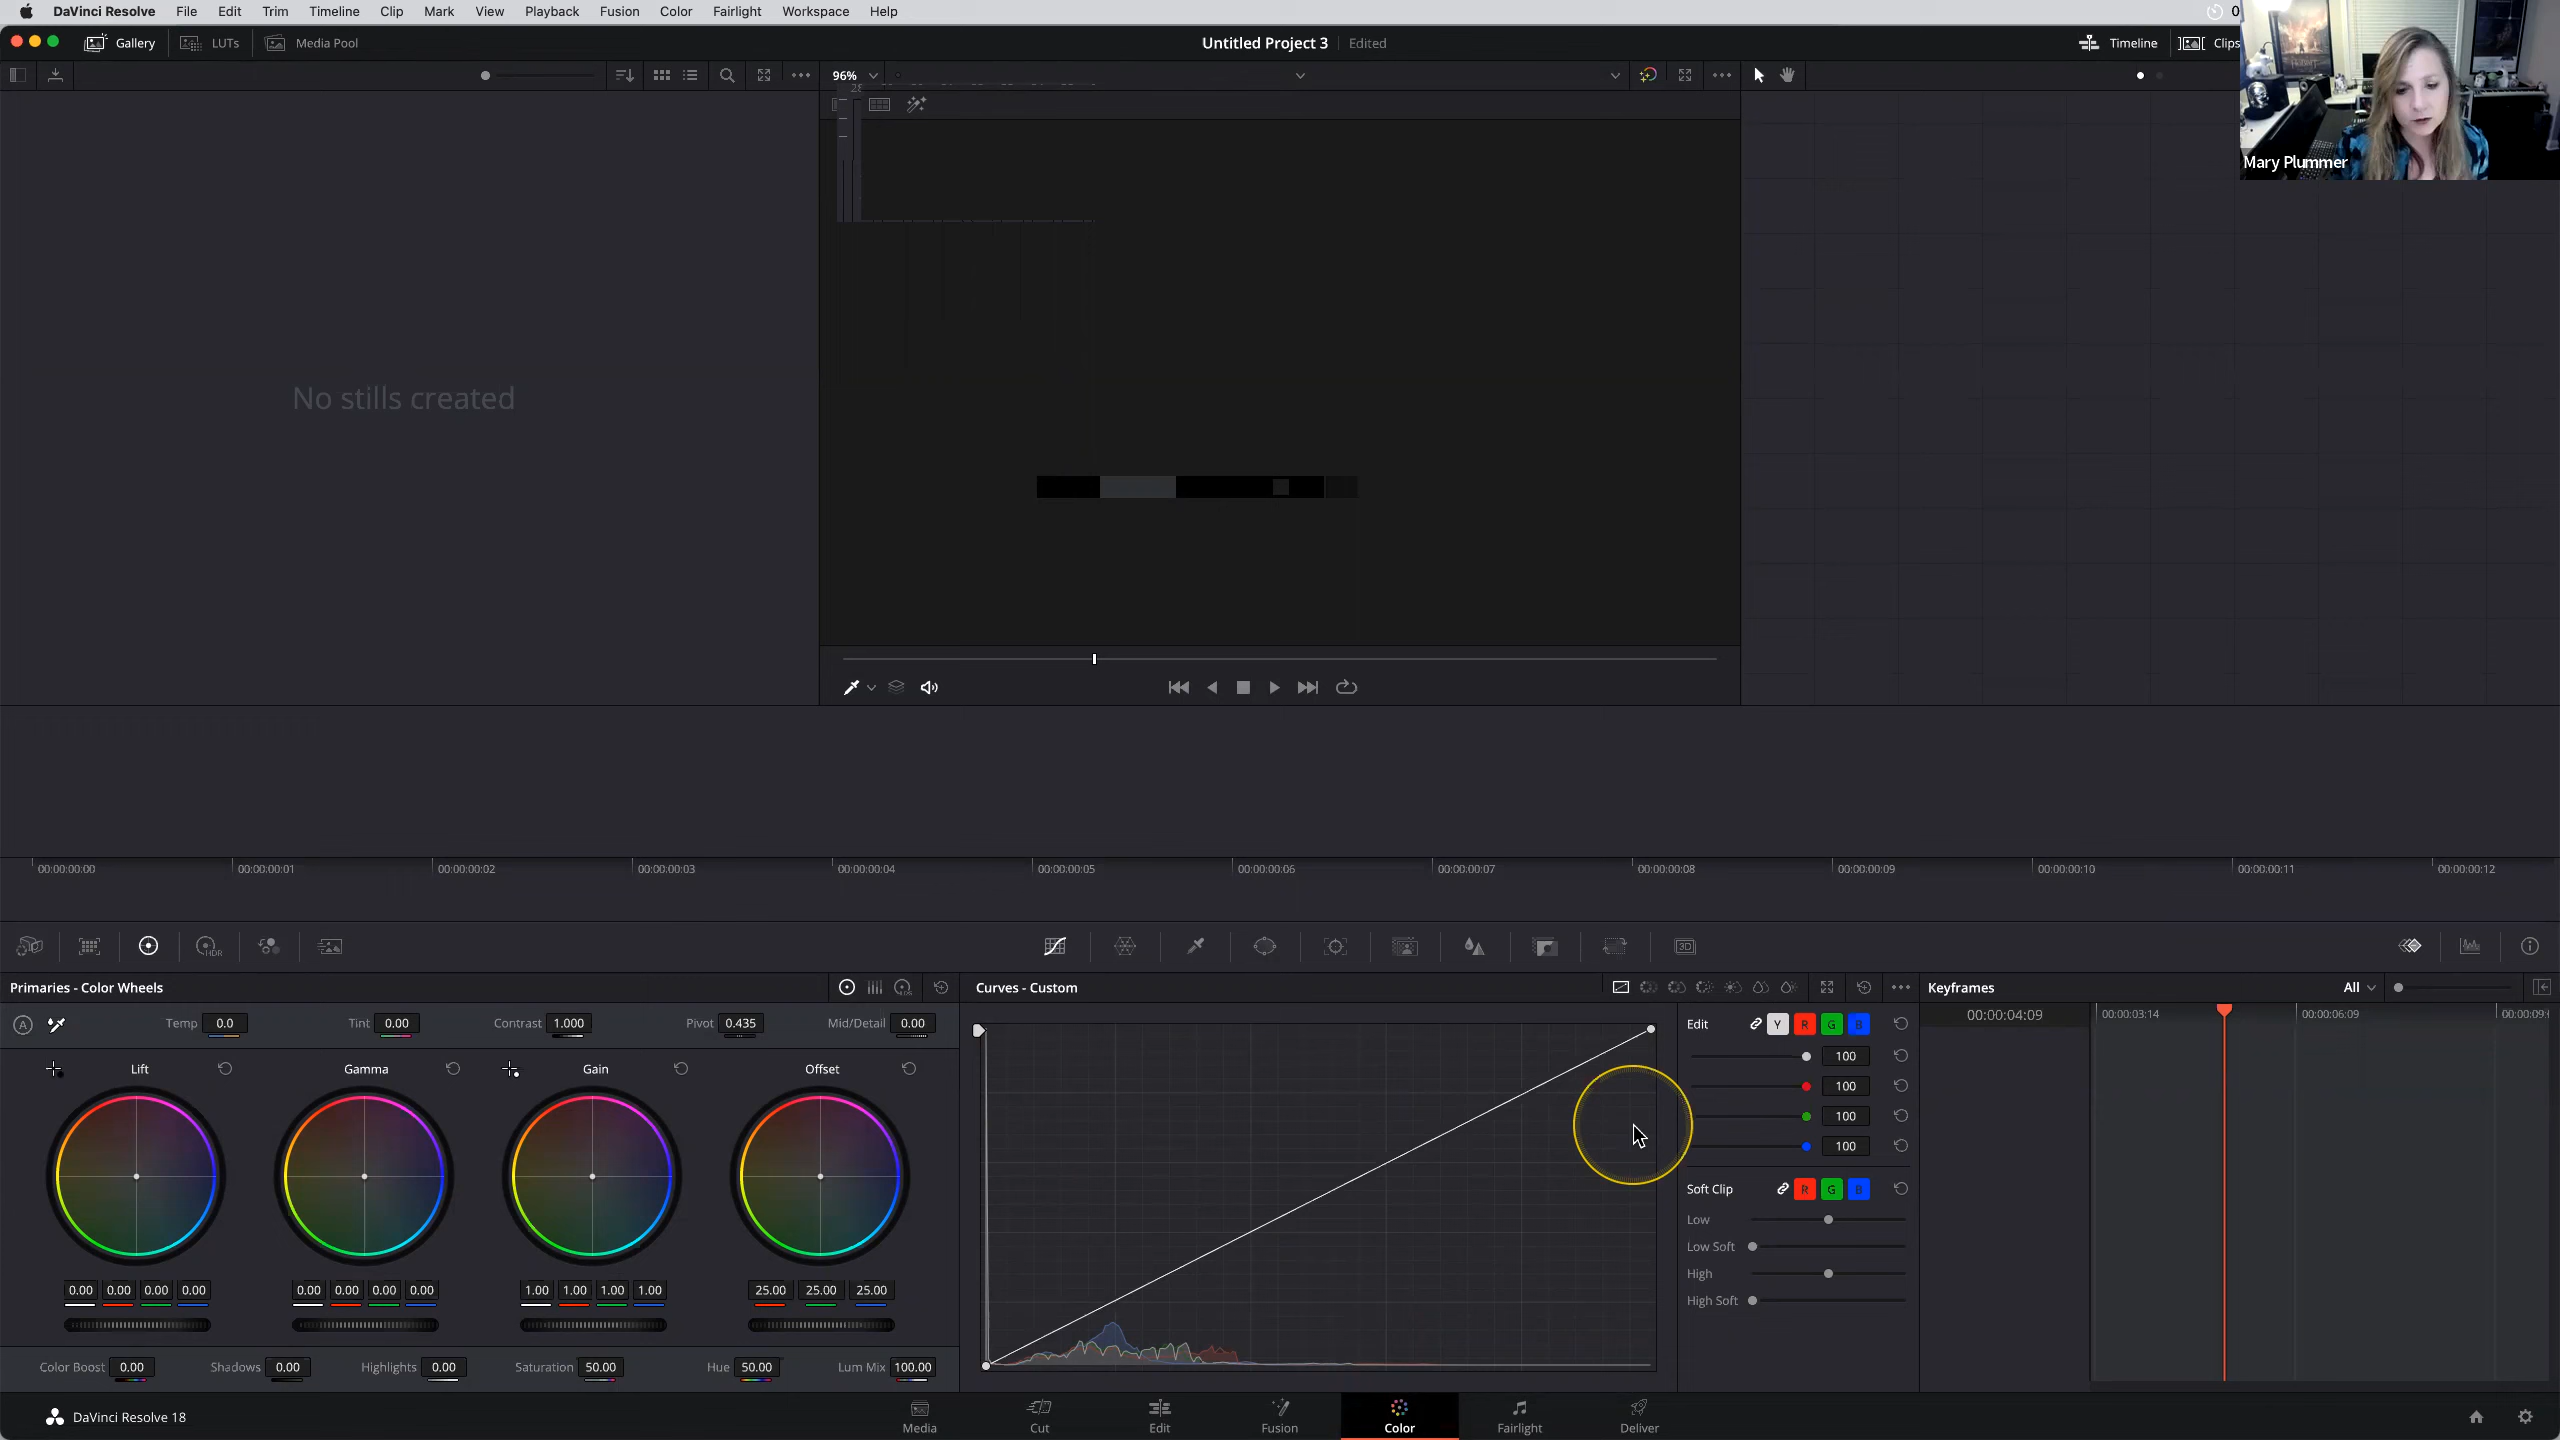 DaVinci Resolve File Edit Trim Timeline Clip Mark View Playback Fusion Color Fairlight Workspace Help 0
Gallery LUTs Media Pool Untitled Project 3 Edited Timeline Clips
96%
Mary Plummer
No stills created
00:00:00:00 00:00:00:01 00:00:00:02 00:00:00:03 00:00:00:04 00:00:00:05 00:00:00:06 00:00:00:07 00:00:00:08 00:00:00:09 00:00:00:10 00:00:00:11 00:00:00:12
HDR 3D
Primaries - Color Wheels Curves - Custom Keyframes All
A Temp 0.0 Tint 0.00 Contrast 1.000 Pivot 0.435 Mid/Detail 0.00
Edit Y R G B
00:00:04:09 00:00:03:14 00:00:06:09 00:00:09:
Lift Gamma Gain Offset
100
100
100
100
Soft Clip R G B
Low
Low Soft
High
High Soft
0.00 0.00 0.00 0.00 0.00 0.00 0.00 0.00 1.00 1.00 1.00 1.00 25.00 25.00 25.00
Color Boost 0.00 Shadows 0.00 Highlights 0.00 Saturation 50.00 Hue 50.00 Lum Mix 100.00
DaVinci Resolve 18 Media Cut Edit Fusion Color Fairlight Deliver